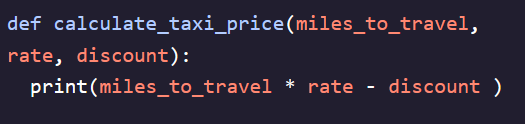 def calculate_taxi_price(miles_to_travel,
rate, discount):
  print(miles_to_travel * rate - discount )